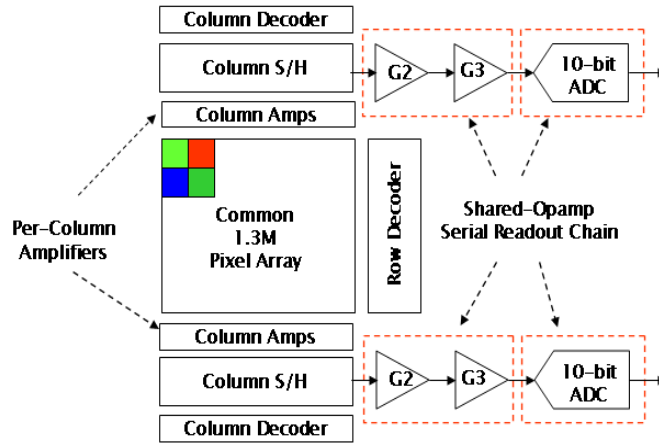 Column Decoder
Column S/H
G2
G3
10-bit
ADC
Column Amps
Per-Column
Amplifiers
Common
1.3M
Pixel Array
Row Decoder
Shared-Opamp
Serial Readout Chain
Column Amps
Column S/H
G2
G3
10-bit
ADC
Column Decoder